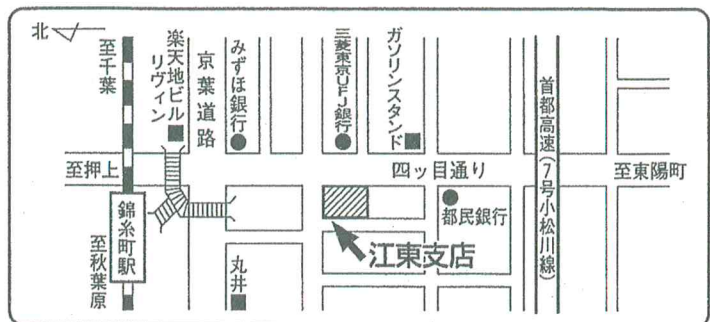 北
至千葉
楽天地ビル
リヴィン
京葉道路
みずほ銀行
三菱東京UFJ銀行
ガソリンスタンド
首都高速(7号小松川線)
至押上
四ッ目通り
至東陽町
錦糸町駅
都民銀行
江東支店
至秋葉原
丸井